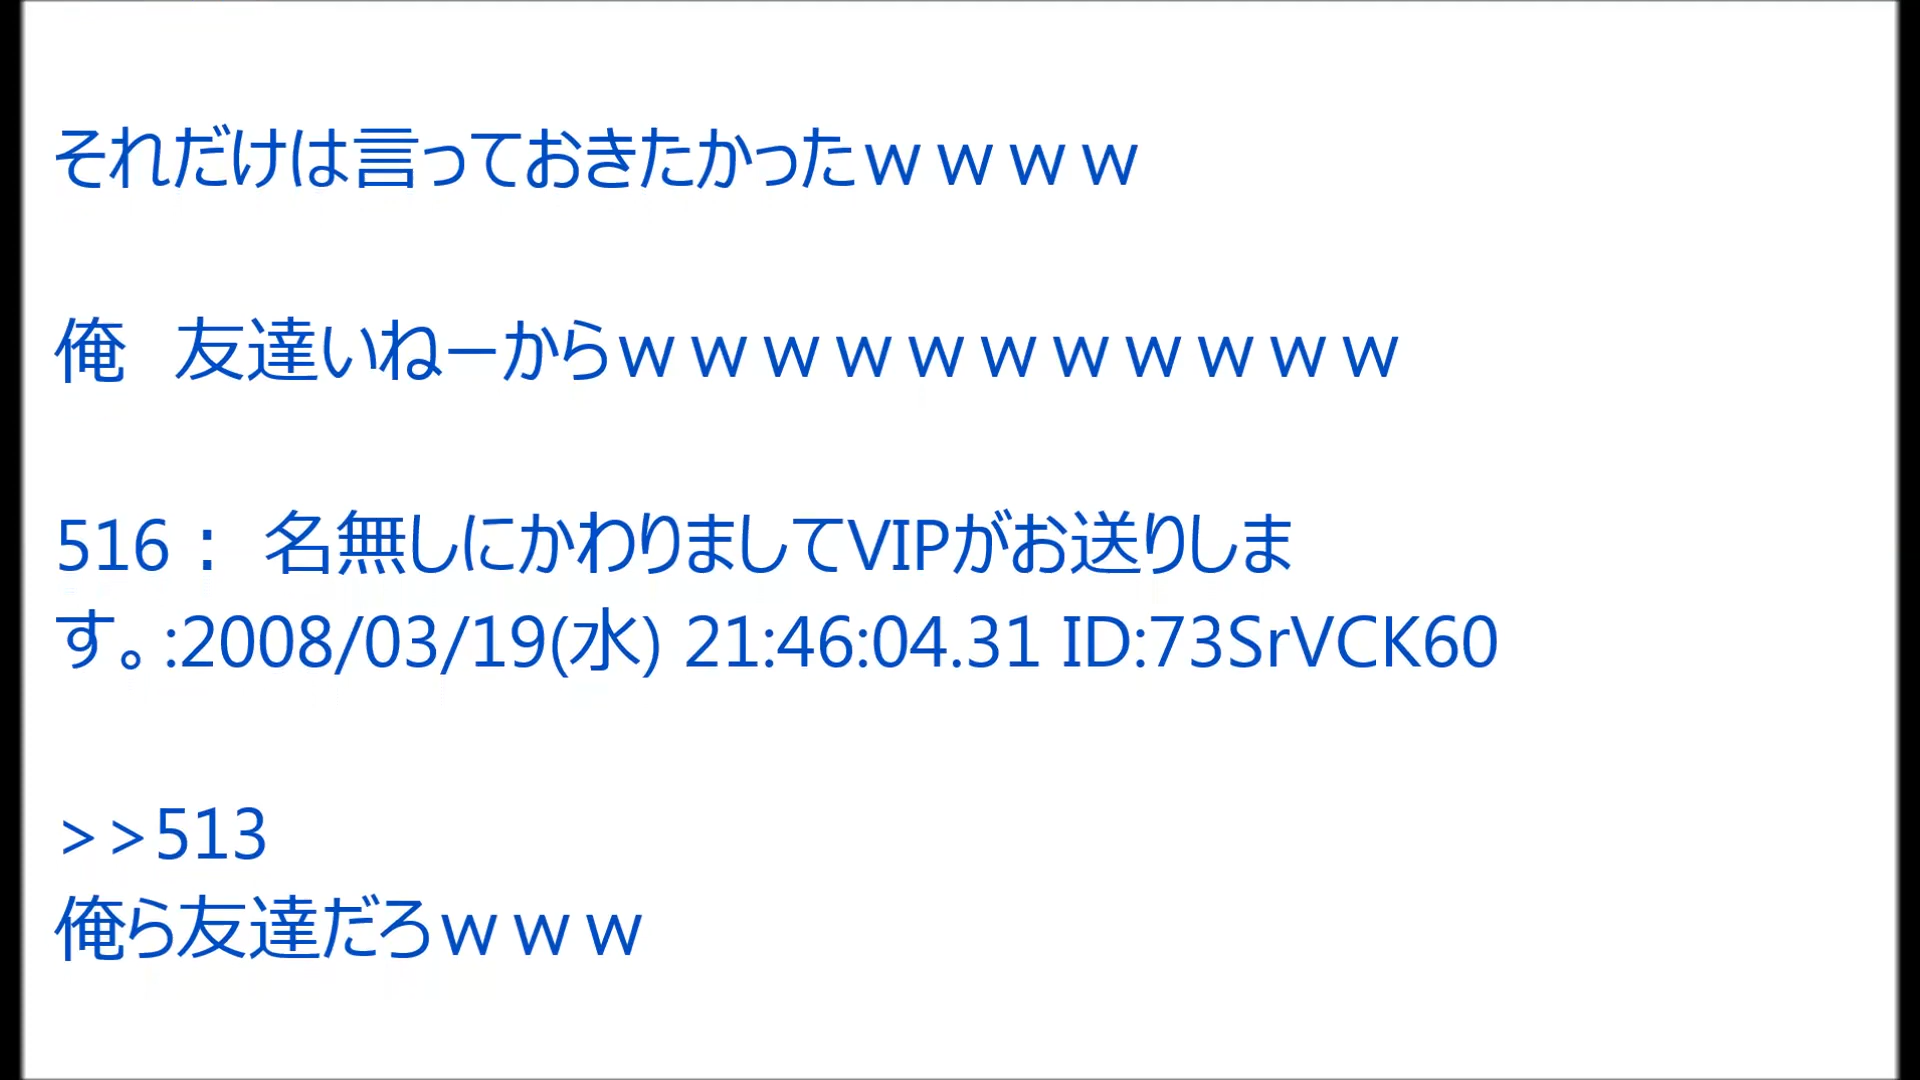 それだけは言っておきたかったｗｗｗｗ
俺　友達いねーからｗｗｗｗｗｗｗｗｗｗｗ
516 :　名無しにかわりましてVIPがお送りしま
す。:2008/03/19(水) 21:46:04.31 ID:73SrVCK60
>>513
俺ら友達だろｗｗｗ